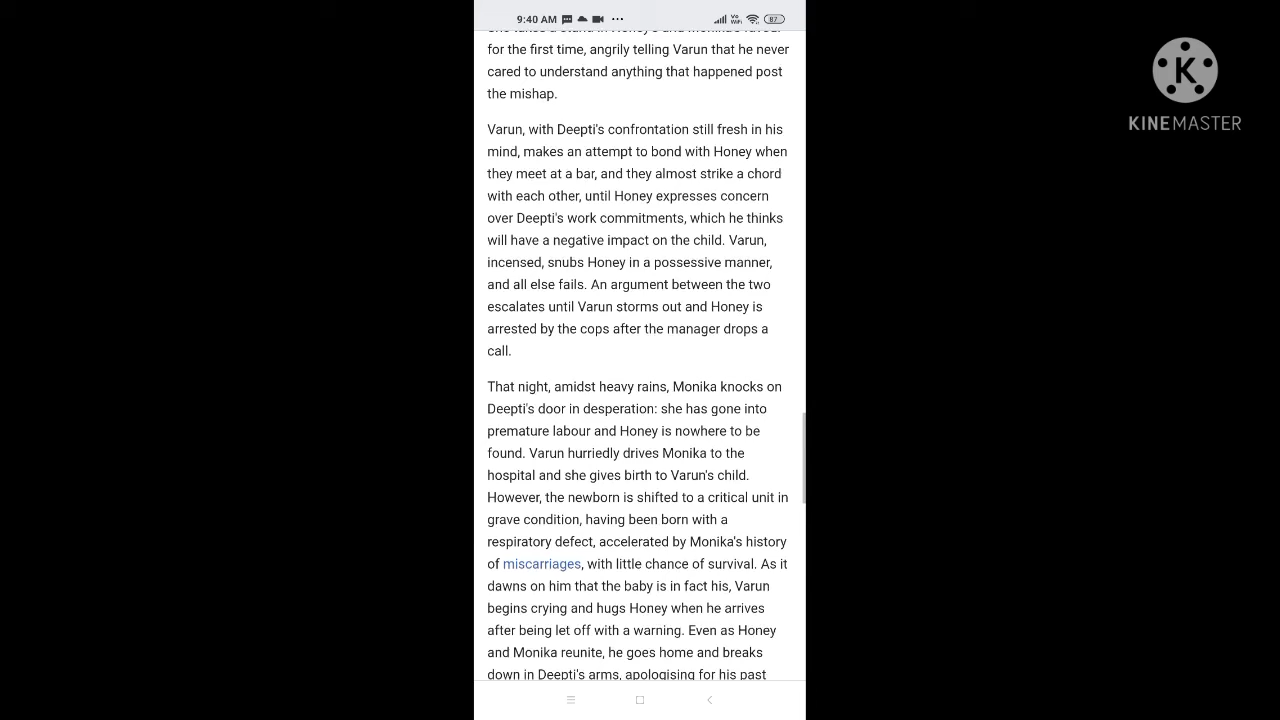 9:40 AM
Vo
WiFi
87
for the first time, angrily telling Varun that he never
cared to understand anything that happened post
the mishap.
Varun, with Deepti's confrontation still fresh in his
mind, makes an attempt to bond with Honey when
they meet at a bar, and they almost strike a chord
with each other, until Honey expresses concern
over Deepti's work commitments, which he thinks
will have a negative impact on the child. Varun,
incensed, snubs Honey in a possessive manner,
and all else fails. An argument between the two
escalates until Varun storms out and Honey is
arrested by the cops after the manager drops a
call.
That night, amidst heavy rains, Monika knocks on
Deepti's door in desperation: she has gone into
premature labour and Honey is nowhere to be
found. Varun hurriedly drives Monika to the
hospital and she gives birth to Varun's child.
However, the newborn is shifted to a critical unit in
grave condition, having been born with a
respiratory defect, accelerated by Monika's history
of miscarriages, with little chance of survival. As it
dawns on him that the baby is in fact his, Varun
begins crying and hugs Honey when he arrives
after being let off with a warning. Even as Honey
and Monika reunite, he goes home and breaks
down in Deepti's arms, apologising for his past
K
KINEMASTER